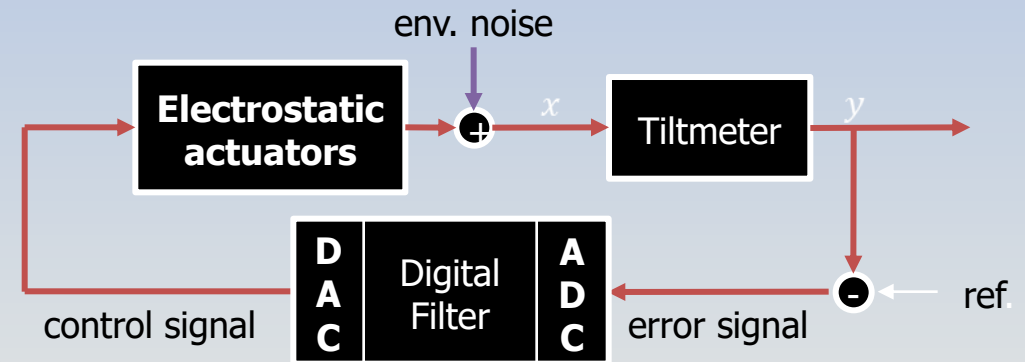 env. noise
Electrostatic
actuators
+
x
Tiltmeter
y
D
A
C
Digital
Filter
A
D
C
-
ref.
control signal
error signal